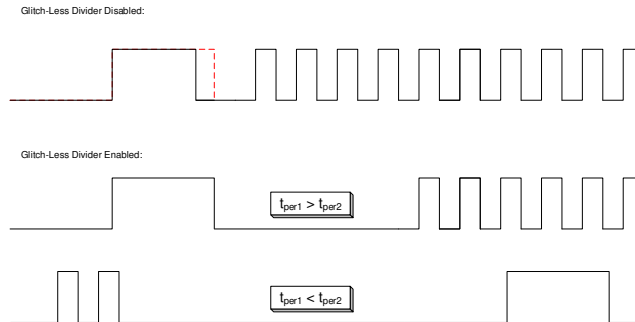 Glitch-Less Divider Disabled:
Glitch-Less Divider Enabled:
tper1 > tper2
tper1 < tper2